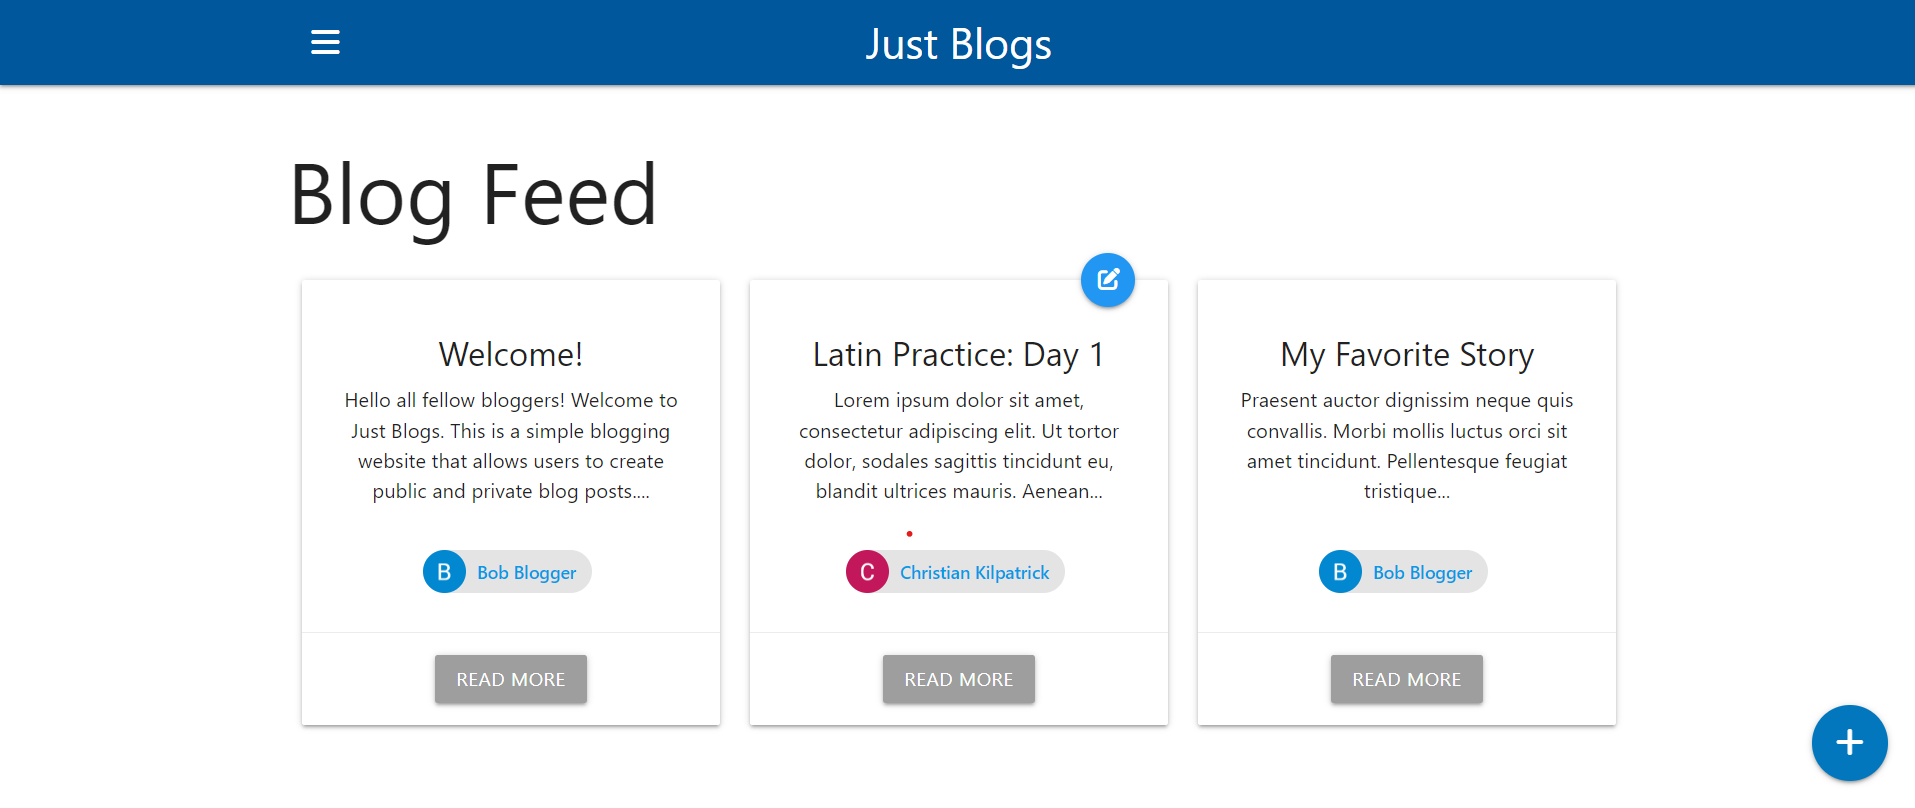 Just Blogs
Blog Feed
Welcome!
Hello all fellow bloggers! Welcome to
Just Blogs. This is a simple blogging
website that allows users to create
public and private blog posts....
B Bob Blogger
READ MORE
Latin Practice: Day 1
Lorem ipsum dolor sit amet,
consectetur adipiscing elit. Ut tortor
dolor, sodales sagittis tincidunt eu,
blandit ultrices mauris. Aenean...
C Christian Kilpatrick
READ MORE
My Favorite Story
Praesent auctor dignissim neque quis
convallis. Morbi mollis luctus orci sit
amet tincidunt. Pellentesque feugiat
tristique...
B Bob Blogger
READ MORE